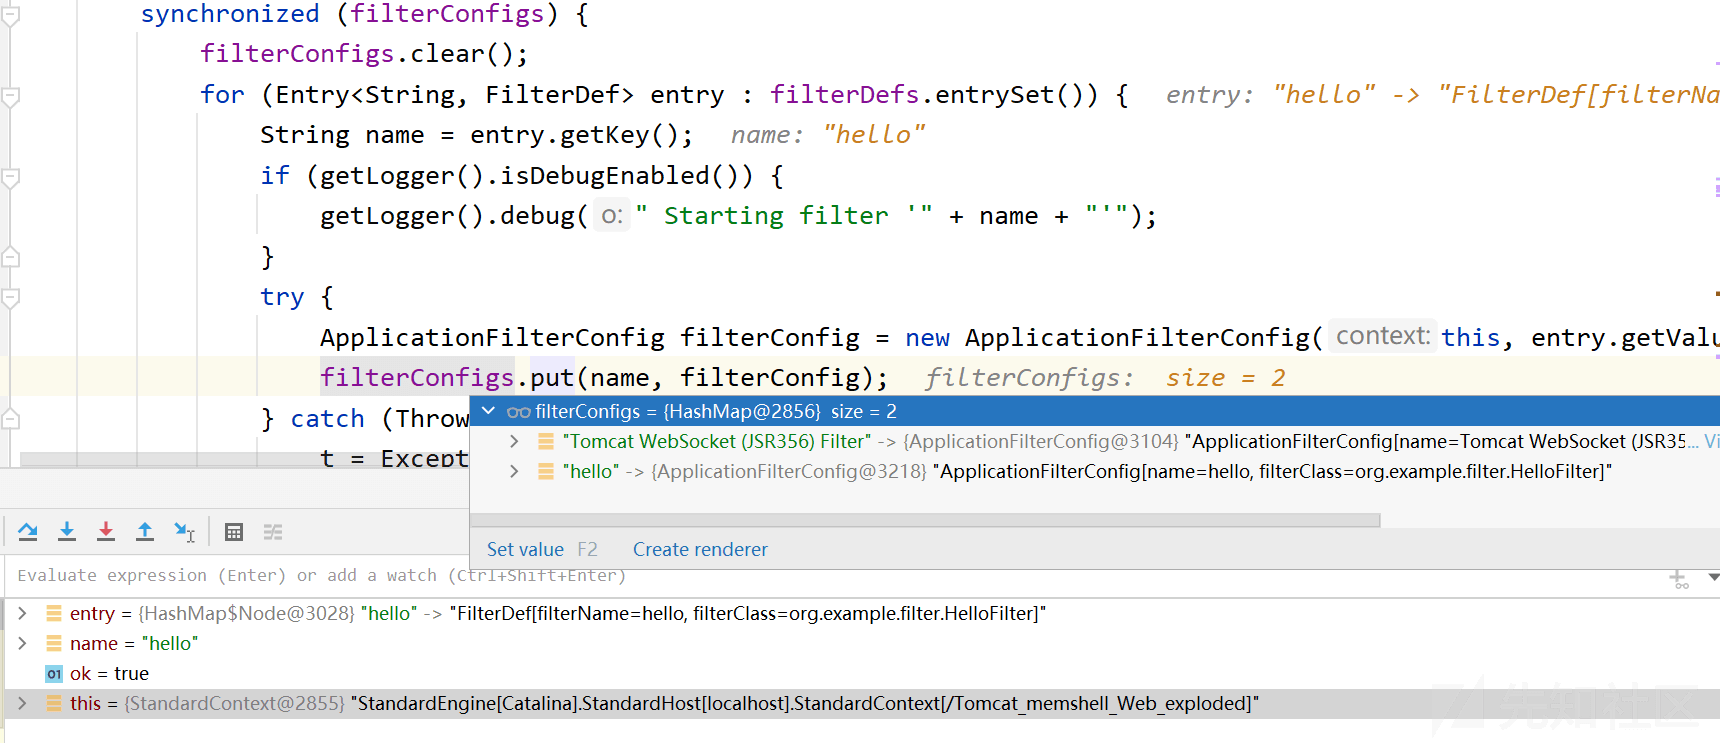 synchronized (filterConfigs) {
filterConfigs.clear();
for (Entry<String, FilterDef> entry : filterDefs.entrySet()) {   entry: "hello" -> "FilterDef[filterNa
String name = entry.getKey();   name: "hello"
if (getLogger().isDebugEnabled()) {
getLogger().debug( o: " Starting filter '" + name + "'");
}
try {
ApplicationFilterConfig filterConfig = new ApplicationFilterConfig( context: this, entry.getValu
filterConfigs.put(name, filterConfig);   filterConfigs:  size = 2
} catch (Throw
t = Except
filterConfigs = {HashMap@2856}  size = 2
"Tomcat WebSocket (JSR356) Filter" -> {ApplicationFilterConfig@3104} "ApplicationFilterConfig[name=Tomcat WebSocket (JSR35... Vi
"hello" -> {ApplicationFilterConfig@3218} "ApplicationFilterConfig[name=hello, filterClass=org.example.filter.HelloFilter]"
Set value F2 Create renderer
Evaluate expression (Enter) or add a watch (Ctrl+Shift+Enter)
entry = {HashMap$Node@3028} "hello" -> "FilterDef[filterName=hello, filterClass=org.example.filter.HelloFilter]"
name = "hello"
01 ok = true
this = {StandardContext@2855} "StandardEngine[Catalina].StandardHost[localhost].StandardContext[/Tomcat_memshell_Web_exploded]"
先知社区